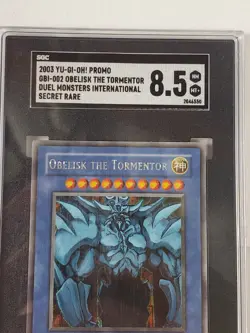 SGC
2003 YU-GI-OH! PROMO
GBI-002 OBELISK THE TORMENTOR
DUEL MONSTERS INTERNATIONAL
SECRET RARE
8.5
NM
MT+
OBELISK THE TORMENTOR
神